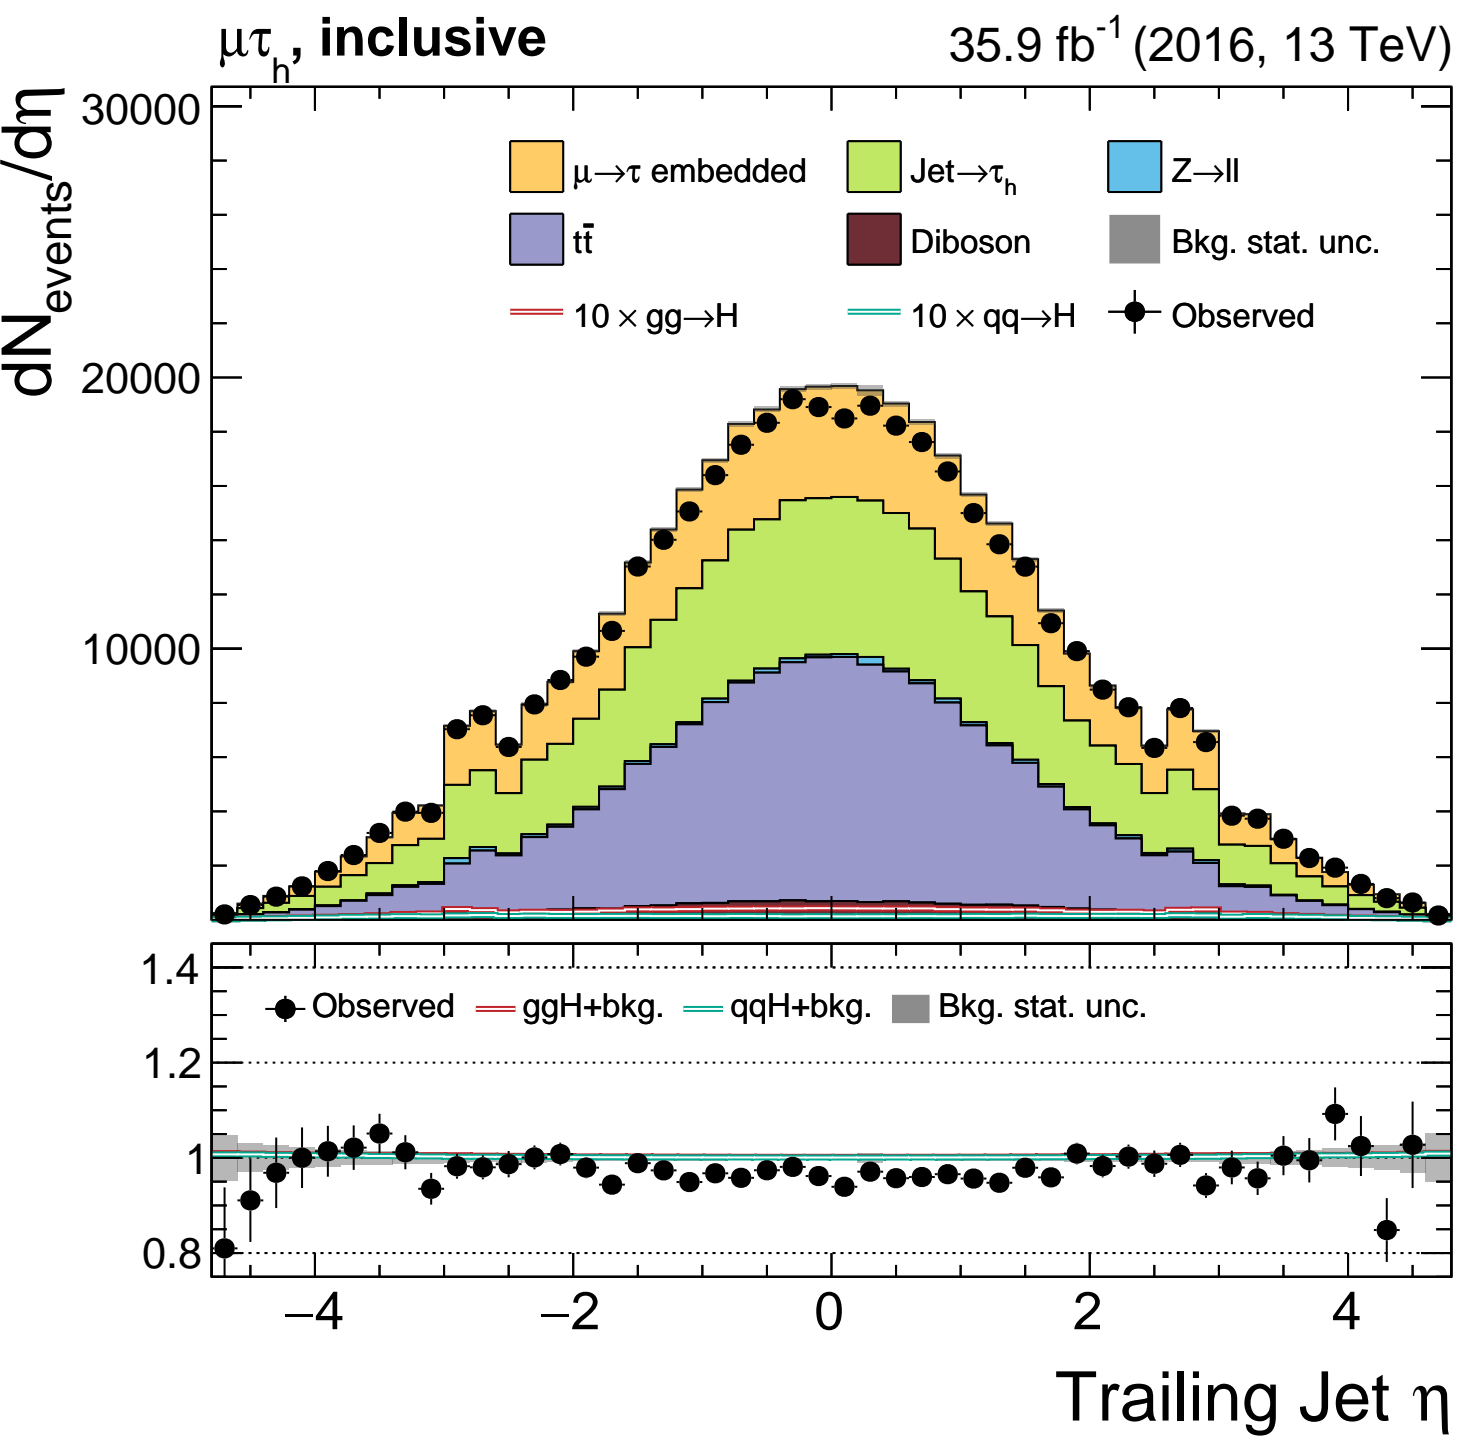 μτh, inclusive 35.9 fb-1 (2016, 13 TeV)
dNevents/dη
30000
20000
10000
μ→τ embedded Jet→τh Z→ll
tt̄ Diboson Bkg. stat. unc.
10 × gg→H 10 × qq→H Observed
1.4
1.2
1
0.8
Observed ggH+bkg. qqH+bkg. Bkg. stat. unc.
−4 −2 0 2 4
Trailing Jet η